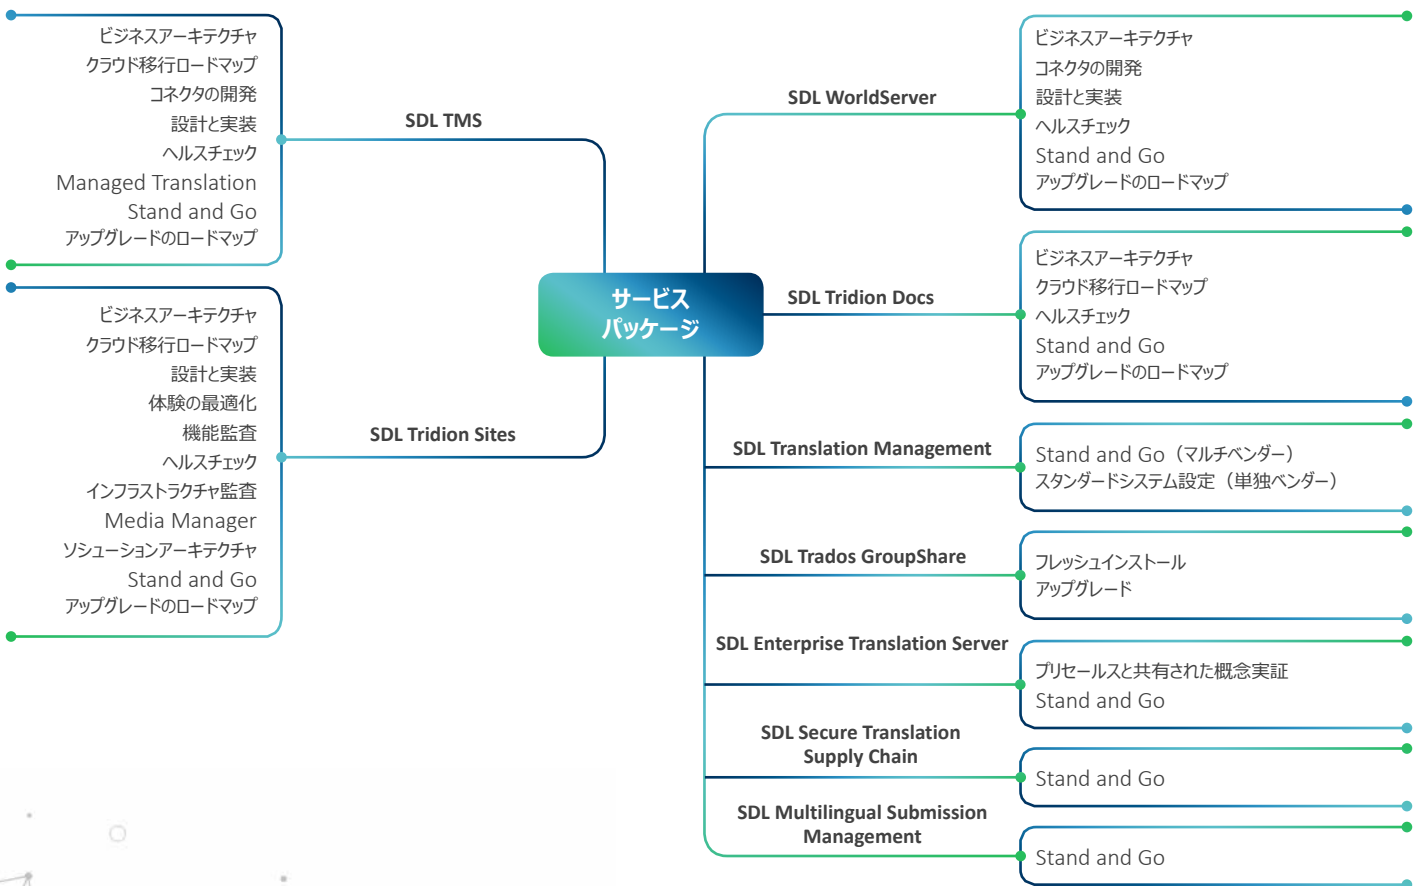 ビジネスアーキテクチャ
クラウド移行ロードマップ
コネクタの開発
設計と実装
ヘルスチェック
Managed Translation
Stand and Go
アップグレードのロードマップ
SDL TMS
ビジネスアーキテクチャ
クラウド移行ロードマップ
設計と実装
体験の最適化
機能監査
ヘルスチェック
インフラストラクチャ監査
Media Manager
ソシューションアーキテクチャ
Stand and Go
アップグレードのロードマップ
SDL Tridion Sites
サービス
パッケージ
SDL WorldServer
ビジネスアーキテクチャ
コネクタの開発
設計と実装
ヘルスチェック
Stand and Go
アップグレードのロードマップ
SDL Tridion Docs
ビジネスアーキテクチャ
クラウド移行ロードマップ
ヘルスチェック
Stand and Go
アップグレードのロードマップ
SDL Translation Management
Stand and Go（マルチベンダー）
スタンダードシステム設定（単独ベンダー）
SDL Trados GroupShare
フレッシュインストール
アップグレード
SDL Enterprise Translation Server
プリセールスと共有された概念実証
Stand and Go
SDL Secure Translation
Supply Chain
Stand and Go
SDL Multilingual Submission
Management
Stand and Go